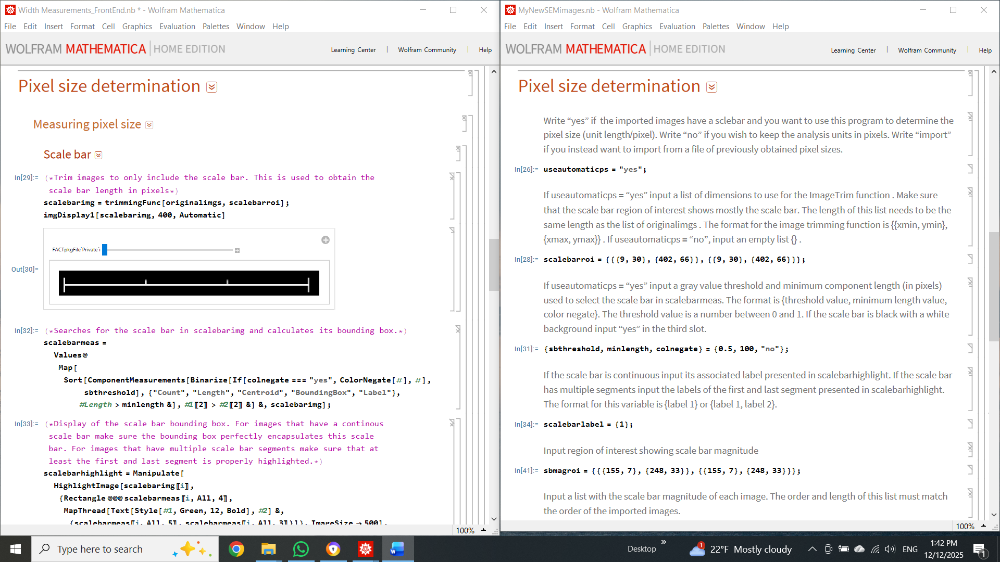 Width Measurements_FrontEnd.nb * - Wolfram Mathematica
File Edit Insert Format Cell Graphics Evaluation Palettes Window Help
WOLFRAM MATHEMATICA | HOME EDITION
Learning Center | Wolfram Community | Help
Pixel size determination
Measuring pixel size
Scale bar
In[29]:= (*Trim images to only include the scale bar. This is used to obtain the
scale bar length in pixels*)
scalebarimg = trimmingFunc[originalimgs, scalebarroi];
imgDisplay1[scalebarimg, 400, Automatic]
FACTpkgFile`Private`i
Out[30]=
In[32]:= (*Searches for the scale bar in scalebarimg and calculates its bounding box.*)
scalebarmeas =
Values@
Map[
Sort[ComponentMeasurements[Binarize[If[colnegate === "yes", ColorNegate[#], #],
sbthreshold], {"Count", "Length", "Centroid", "BoundingBox", "Label"},
#Length > minlength &], #1〚2〛 > #2〚2〛 &] &, scalebarimg];
In[33]:= (*Display of the scale bar bounding box. For images that have a continous
scale bar make sure the bounding box perfectly encapsulates this scale
bar. For images that have multiple scale bar segments make sure that at
least the first and last segment is properly highlighted.*)
scalebarhighlight = Manipulate[
HighlightImage[scalebarimg〚i〛,
{Rectangle @@@ scalebarmeas〚i, All, 4〛,
MapThread[Text[Style[#1, Green, 12, Bold], #2] &,
{scalebarmeas〚i, All, 5〛, scalebarmeas〚i, All, 3〛}]}, ImageSize → 500],
100%
MyNewSEMimages.nb - Wolfram Mathematica
File Edit Insert Format Cell Graphics Evaluation Palettes Window Help
WOLFRAM MATHEMATICA | HOME EDITION
Learning Center | Wolfram Community | Help
Pixel size determination
Write “yes” if the imported images have a sclebar and you want to use this program to determine the
pixel size (unit length/pixel). Write “no” if you wish to keep the analysis units in pixels. Write “import”
if you instead want to import from a file of previously obtained pixel sizes.
In[26]:= useautomaticps = "yes";
If useautomaticps = “yes” input a list of dimensions to use for the ImageTrim function . Make sure
that the scale bar region of interest shows mostly the scale bar. The length of this list needs to be the
same length as the list of originalimgs . The format for the image trimming function is {{xmin, ymin},
{xmax, ymax}} . If useautomaticps = “no”, input an empty list {} .
In[28]:= scalebarroi = {{{9, 30}, {402, 66}}, {{9, 30}, {402, 66}}};
If useautomaticps = “yes” input a gray value threshold and minimum component length (in pixels)
used to select the scale bar in scalebarmeas. The format is {threshold value, minimum length value,
color negate}. The threshold value is a number between 0 and 1. If the scale bar is black with a white
background input “yes” in the third slot.
In[31]:= {sbthreshold, minlength, colnegate} = {0.5, 100, "no"};
If the scale bar is continuous input its associated label presented in scalebarhighlight. If the scale bar
has multiple segments input the labels of the first and last segment presented in scalebarhighlight.
The format for this variable is {label 1} or {label 1, label 2}.
In[34]:= scalebarlabel = {1};
Input region of interest showing scale bar magnitude
In[41]:= sbmagroi = {{{155, 7}, {248, 33}}, {{155, 7}, {248, 33}}};
Input a list with the scale bar magnitude of each image. The order and length of this list must match
the order of the imported images.
100%
Type here to search
Desktop
1
22°F Mostly cloudy
ENG
1:42 PM
12/12/2025
1